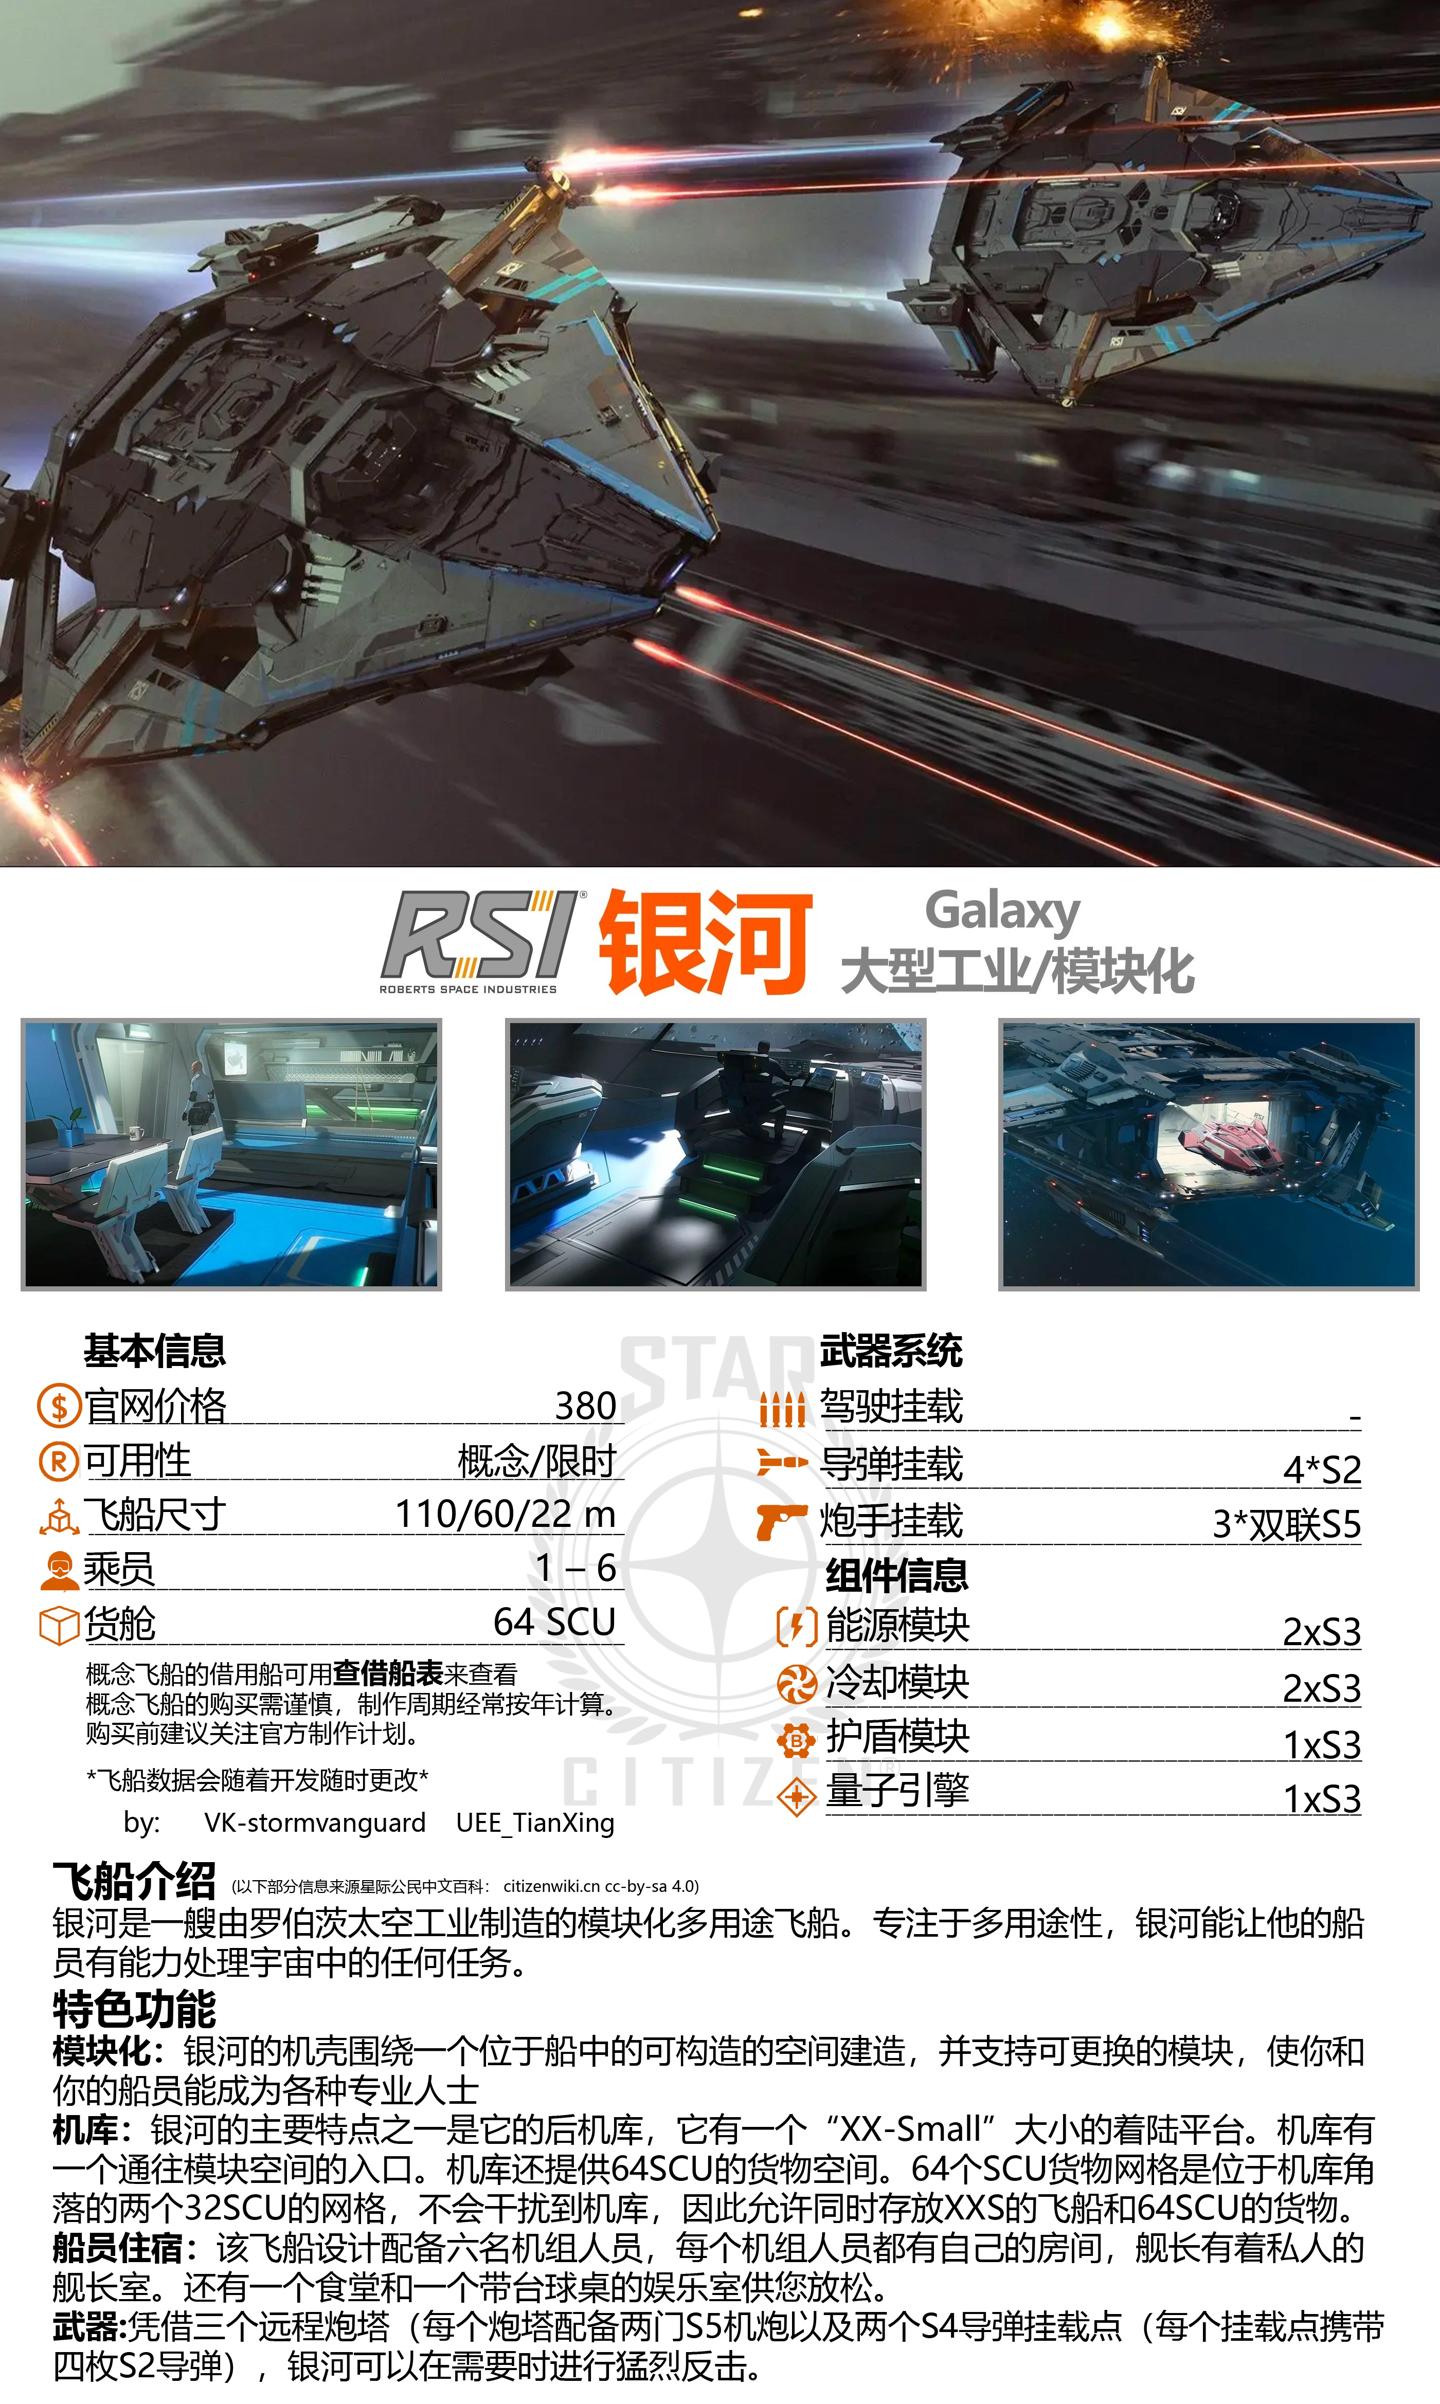 RSI
ROBERTS SPACE INDUSTRIES
银河
Galaxy
大型工业/模块化
基本信息
官网价格 380
可用性 概念/限时
飞船尺寸 110/60/22 m
乘员 1 – 6
货舱 64 SCU
概念飞船的借用船可用查借船表来查看
概念飞船的购买需谨慎，制作周期经常按年计算。
购买前建议关注官方制作计划。
*飞船数据会随着开发随时更改*
by: VK-stormvanguard UEE_TianXing
STAR
CITIZEN
武器系统
驾驶挂载 -
导弹挂载 4*S2
炮手挂载 3*双联S5
组件信息
能源模块 2xS3
冷却模块 2xS3
护盾模块 1xS3
量子引擎 1xS3
飞船介绍 (以下部分信息来源星际公民中文百科： citizenwiki.cn cc-by-sa 4.0)
银河是一艘由罗伯茨太空工业制造的模块化多用途飞船。专注于多用途性，银河能让他的船
员有能力处理宇宙中的任何任务。
特色功能
模块化：银河的机壳围绕一个位于船中的可构造的空间建造，并支持可更换的模块，使你和
你的船员能成为各种专业人士
机库：银河的主要特点之一是它的后机库，它有一个“XX-Small”大小的着陆平台。机库有
一个通往模块空间的入口。机库还提供64SCU的货物空间。64个SCU货物网格是位于机库角
落的两个32SCU的网格，不会干扰到机库，因此允许同时存放XXS的飞船和64SCU的货物。
船员住宿：该飞船设计配备六名机组人员，每个机组人员都有自己的房间，舰长有着私人的
舰长室。还有一个食堂和一个带台球桌的娱乐室供您放松。
武器:凭借三个远程炮塔（每个炮塔配备两门S5机炮以及两个S4导弹挂载点（每个挂载点携带
四枚S2导弹），银河可以在需要时进行猛烈反击。